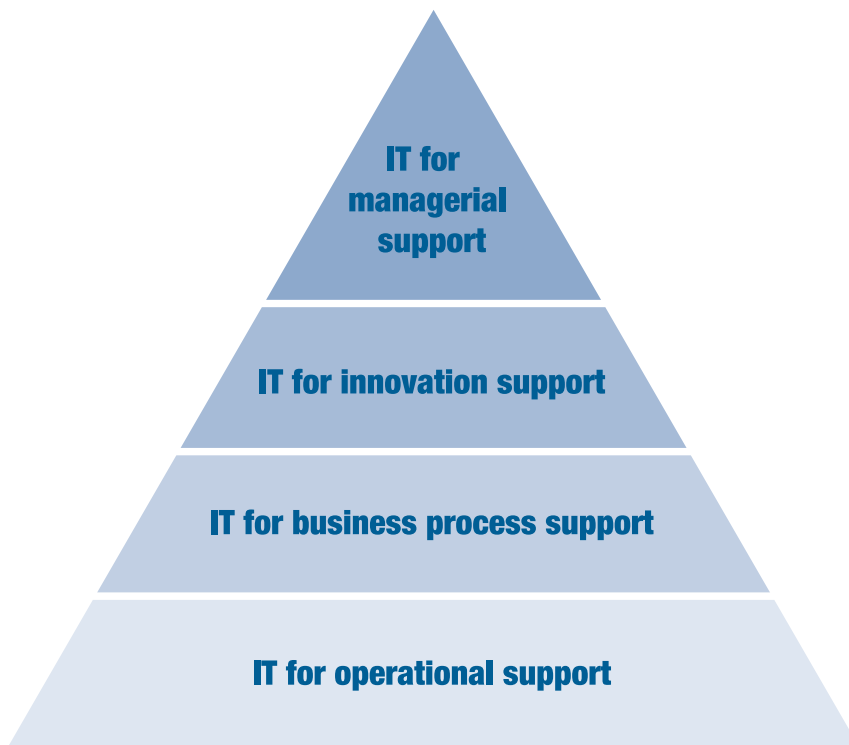 IT for
managerial
support
IT for innovation support
IT for business process support
IT for operational support